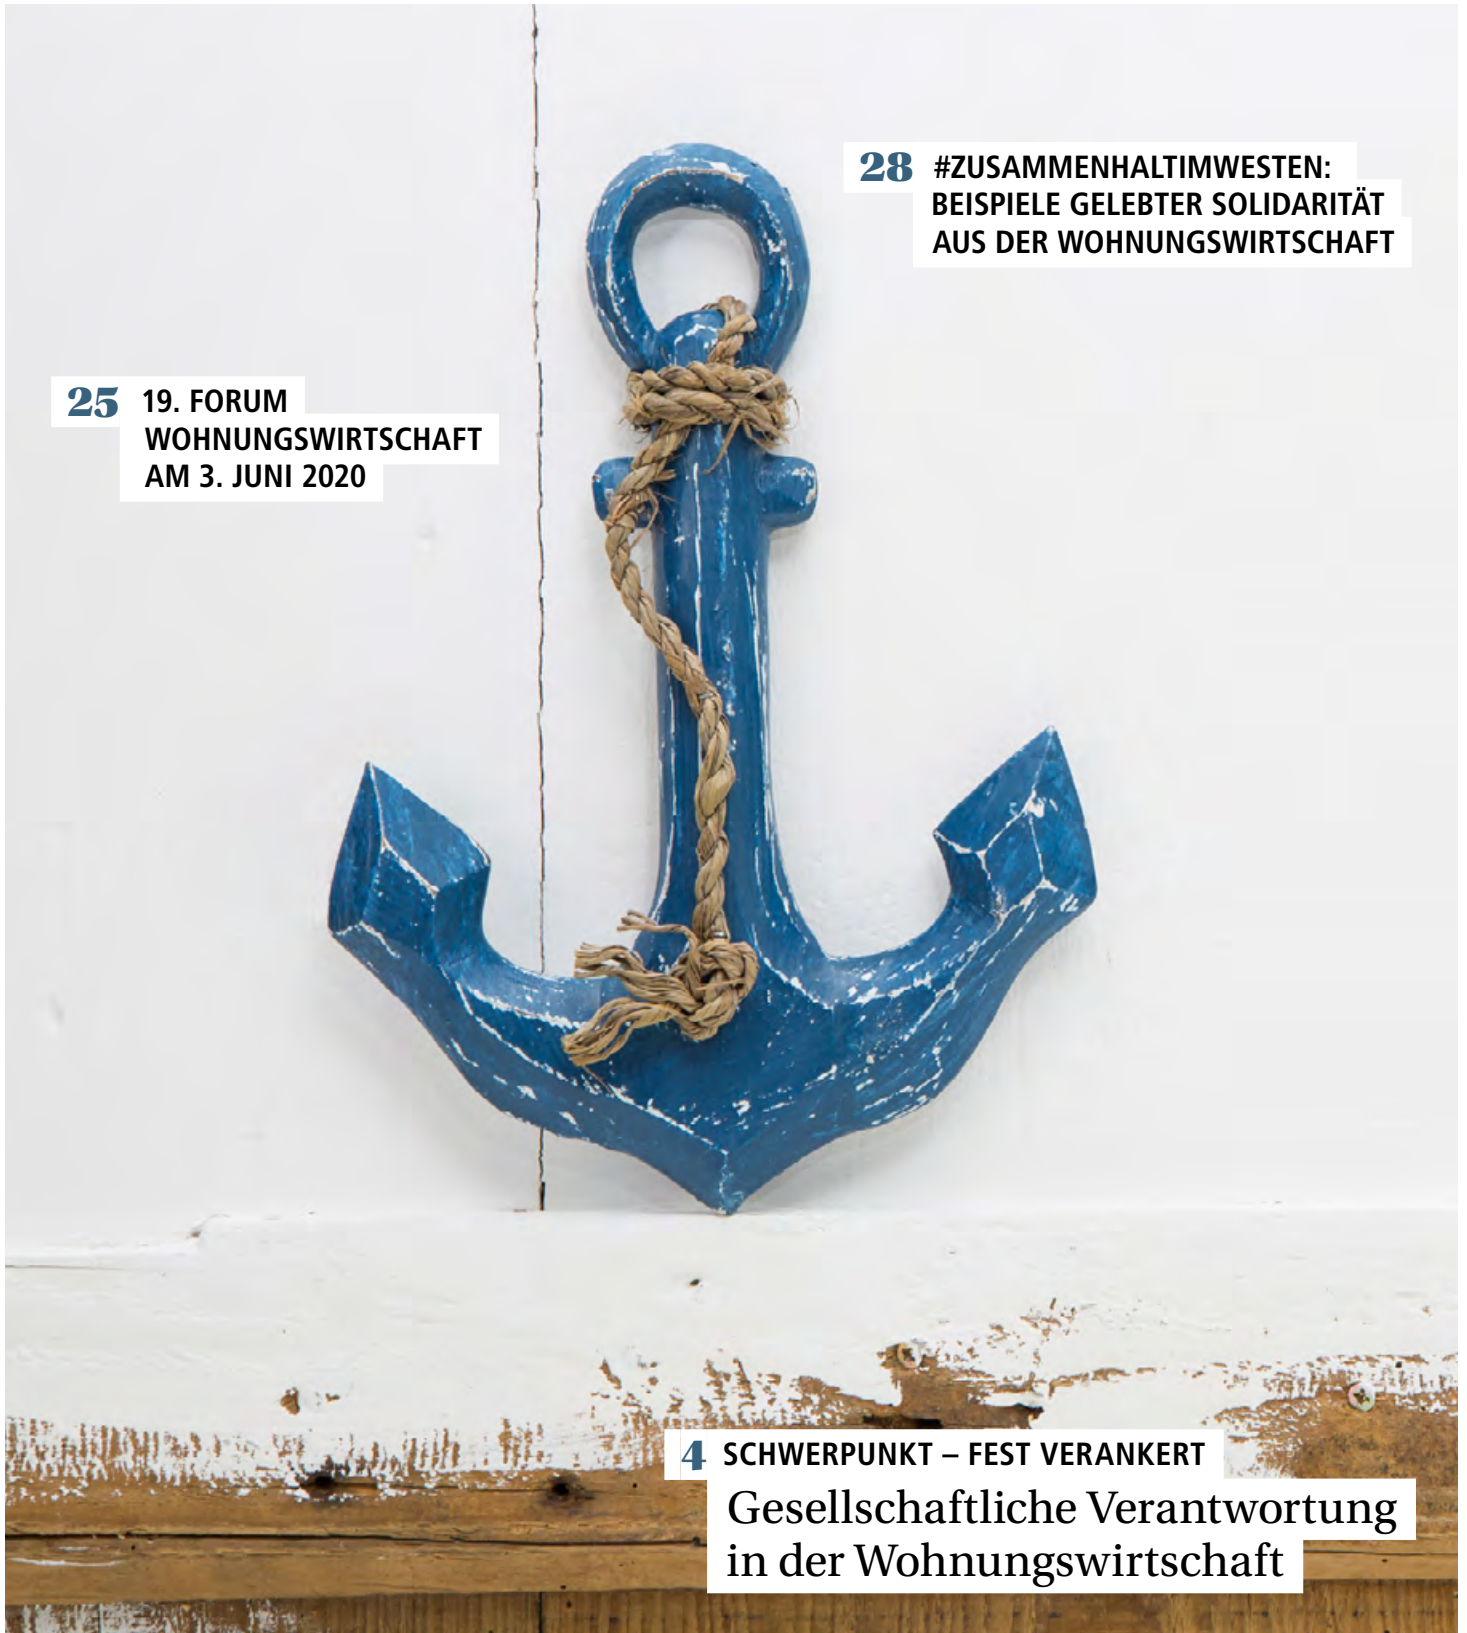 28 #ZUSAMMENHALTIMWESTEN:
BEISPIELE GELEBTER SOLIDARITÄT
AUS DER WOHNUNGSWIRTSCHAFT
25 19. FORUM
WOHNUNGSWIRTSCHAFT
AM 3. JUNI 2020
4 SCHWERPUNKT – FEST VERANKERT
Gesellschaftliche Verantwortung
in der Wohnungswirtschaft